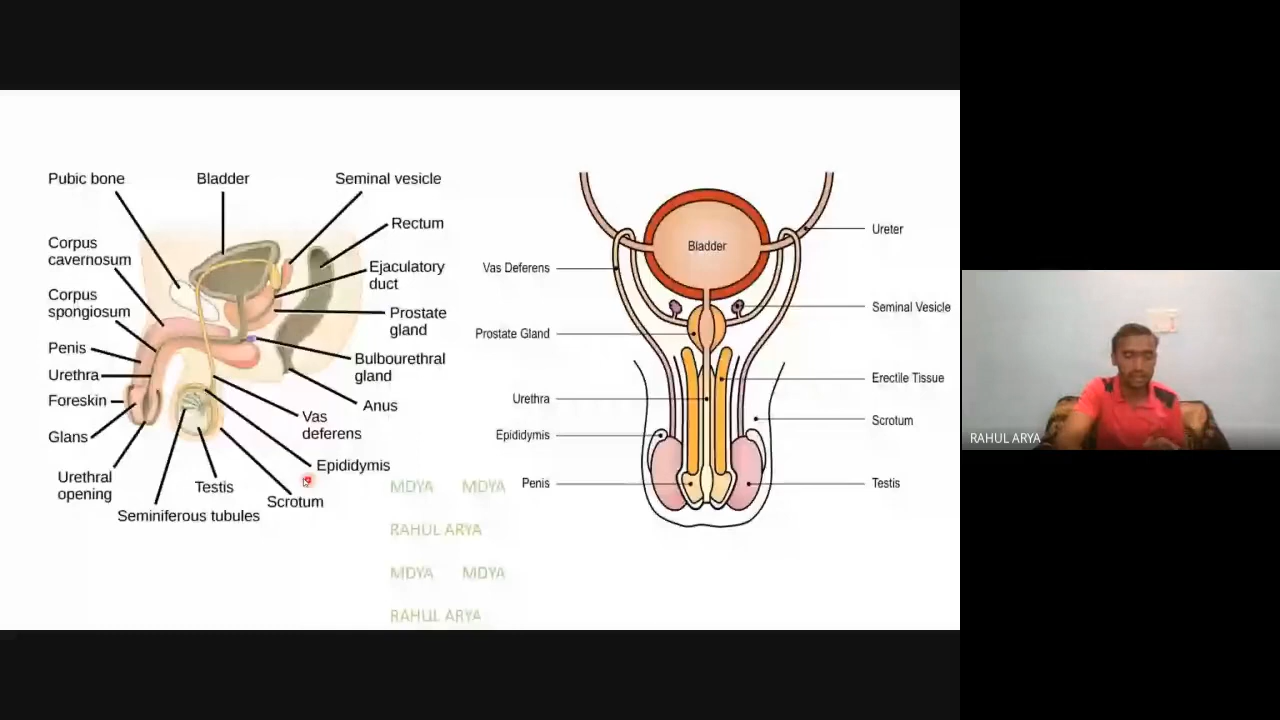 Pubic bone
Bladder
Seminal vesicle
Rectum
Corpus
cavernosum
Ejaculatory
duct
Corpus
spongiosum
Prostate
gland
Penis
Bulbourethral
gland
Urethra
Foreskin
Anus
Vas
deferens
Glans
Epididymis
Urethral
opening
Testis
Scrotum
Seminiferous tubules
Bladder
Ureter
Vas Deferens
Seminal Vesicle
Prostate Gland
Erectile Tissue
Urethra
Scrotum
Epididymis
Penis
Testis
MDYA MDYA
RAHUL ARYA
MDYA MDYA
RAHUL ARYA
RAHUL ARYA